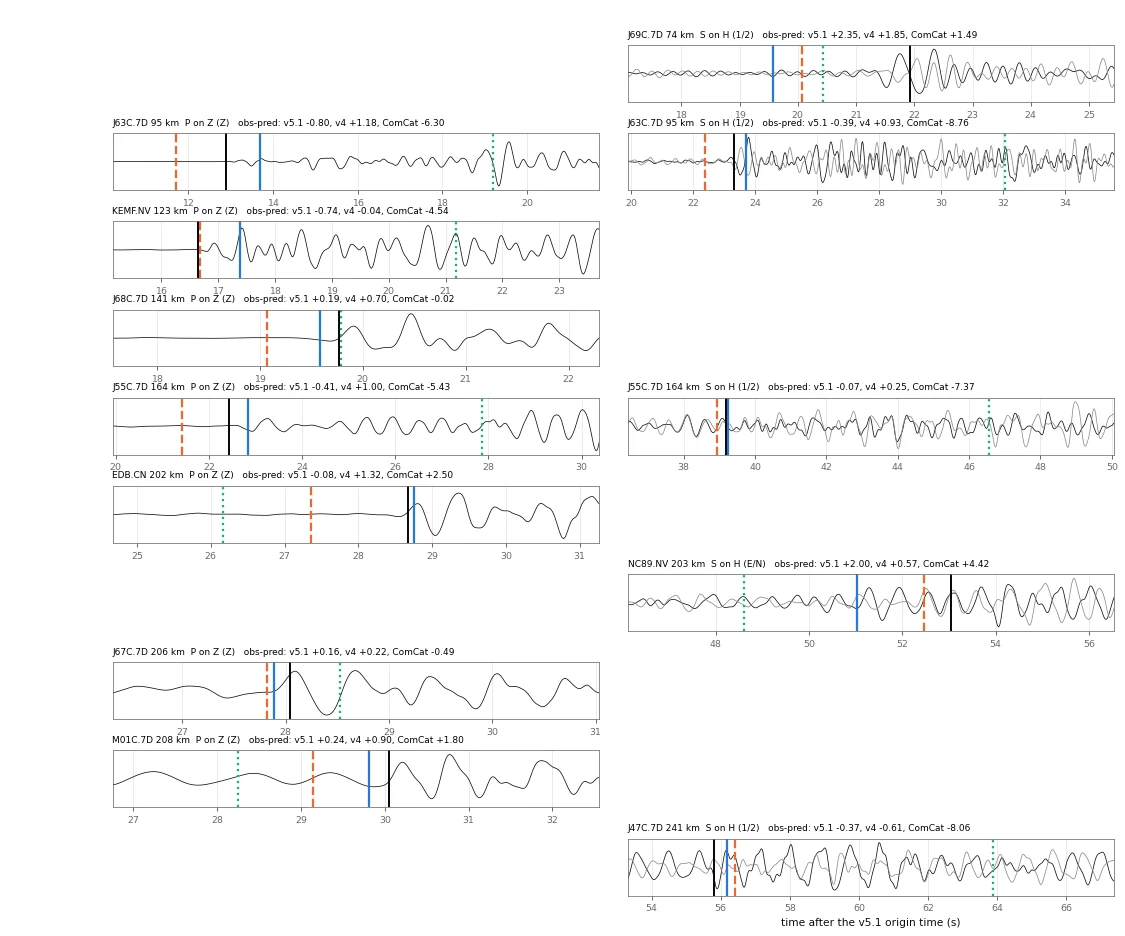 J69C.7D 74 km  S on H (1/2)   obs-pred: v5.1 +2.35, v4 +1.85, ComCat +1.49
18 19 20 21 22 23 24 25
J63C.7D 95 km  P on Z (Z)   obs-pred: v5.1 -0.80, v4 +1.18, ComCat -6.30
12 14 16 18 20
J63C.7D 95 km  S on H (1/2)   obs-pred: v5.1 -0.39, v4 +0.93, ComCat -8.76
20 22 24 26 28 30 32 34
KEMF.NV 123 km  P on Z (Z)   obs-pred: v5.1 -0.74, v4 -0.04, ComCat -4.54
16 17 18 19 20 21 22 23
J68C.7D 141 km  P on Z (Z)   obs-pred: v5.1 +0.19, v4 +0.70, ComCat -0.02
18 19 20 21 22
J55C.7D 164 km  P on Z (Z)   obs-pred: v5.1 -0.41, v4 +1.00, ComCat -5.43
20 22 24 26 28 30
J55C.7D 164 km  S on H (1/2)   obs-pred: v5.1 -0.07, v4 +0.25, ComCat -7.37
38 40 42 44 46 48 50
EDB.CN 202 km  P on Z (Z)   obs-pred: v5.1 -0.08, v4 +1.32, ComCat +2.50
25 26 27 28 29 30 31
NC89.NV 203 km  S on H (E/N)   obs-pred: v5.1 +2.00, v4 +0.57, ComCat +4.42
48 50 52 54 56
J67C.7D 206 km  P on Z (Z)   obs-pred: v5.1 +0.16, v4 +0.22, ComCat -0.49
27 28 29 30 31
M01C.7D 208 km  P on Z (Z)   obs-pred: v5.1 +0.24, v4 +0.90, ComCat +1.80
27 28 29 30 31 32
J47C.7D 241 km  S on H (1/2)   obs-pred: v5.1 -0.37, v4 -0.61, ComCat -8.06
54 56 58 60 62 64 66
time after the v5.1 origin time (s)